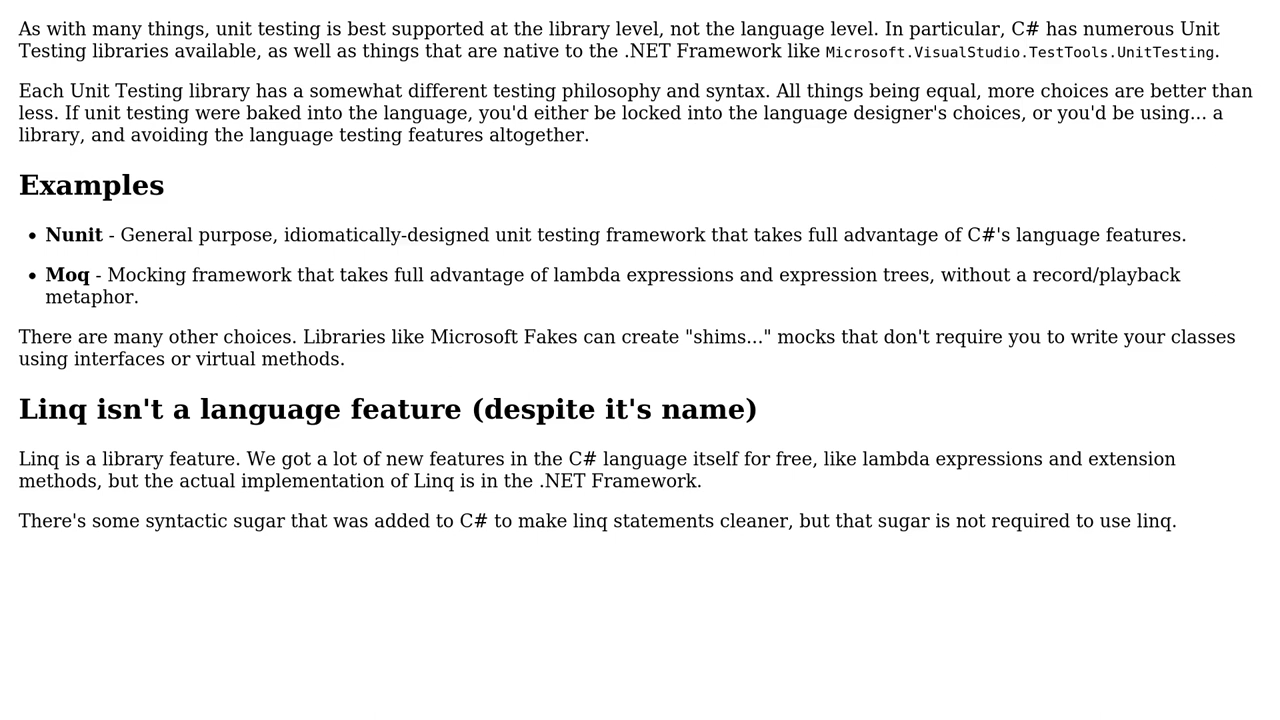 As with many things, unit testing is best supported at the library level, not the language level. In particular, C# has numerous Unit
Testing libraries available, as well as things that are native to the .NET Framework like Microsoft.VisualStudio.TestTools.UnitTesting.
Each Unit Testing library has a somewhat different testing philosophy and syntax. All things being equal, more choices are better than
less. If unit testing were baked into the language, you'd either be locked into the language designer's choices, or you'd be using... a
library, and avoiding the language testing features altogether.
Examples
• Nunit - General purpose, idiomatically-designed unit testing framework that takes full advantage of C#'s language features.
• Moq - Mocking framework that takes full advantage of lambda expressions and expression trees, without a record/playback
metaphor.
There are many other choices. Libraries like Microsoft Fakes can create "shims..." mocks that don't require you to write your classes
using interfaces or virtual methods.
Linq isn't a language feature (despite it's name)
Linq is a library feature. We got a lot of new features in the C# language itself for free, like lambda expressions and extension
methods, but the actual implementation of Linq is in the .NET Framework.
There's some syntactic sugar that was added to C# to make linq statements cleaner, but that sugar is not required to use linq.